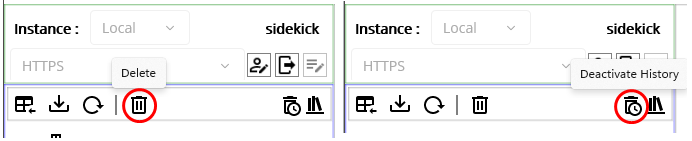 Instance : Local sidekick
HTTPS
Delete
Instance : Local sidekick
HTTPS
Deactivate History